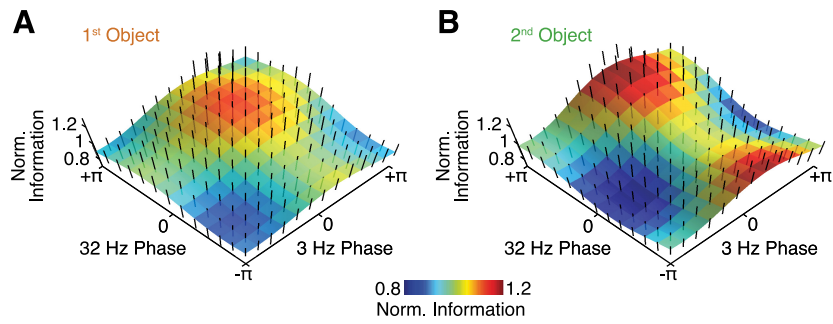 A
1st Object
Norm.
Information
1.2
1
0.8
+π
0
32 Hz Phase
-π
3 Hz Phase
0
+π
B
2nd Object
Norm.
Information
1.2
1
0.8
+π
0
32 Hz Phase
-π
3 Hz Phase
0
+π
0.8
1.2
Norm. Information